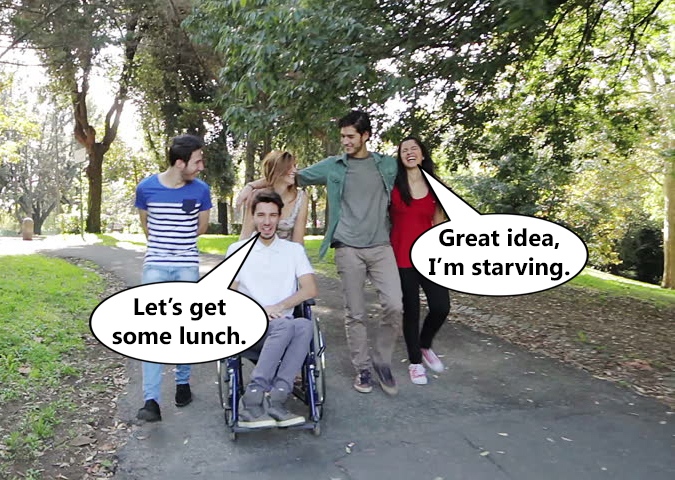 Let's get
some lunch.
Great idea,
I'm starving.